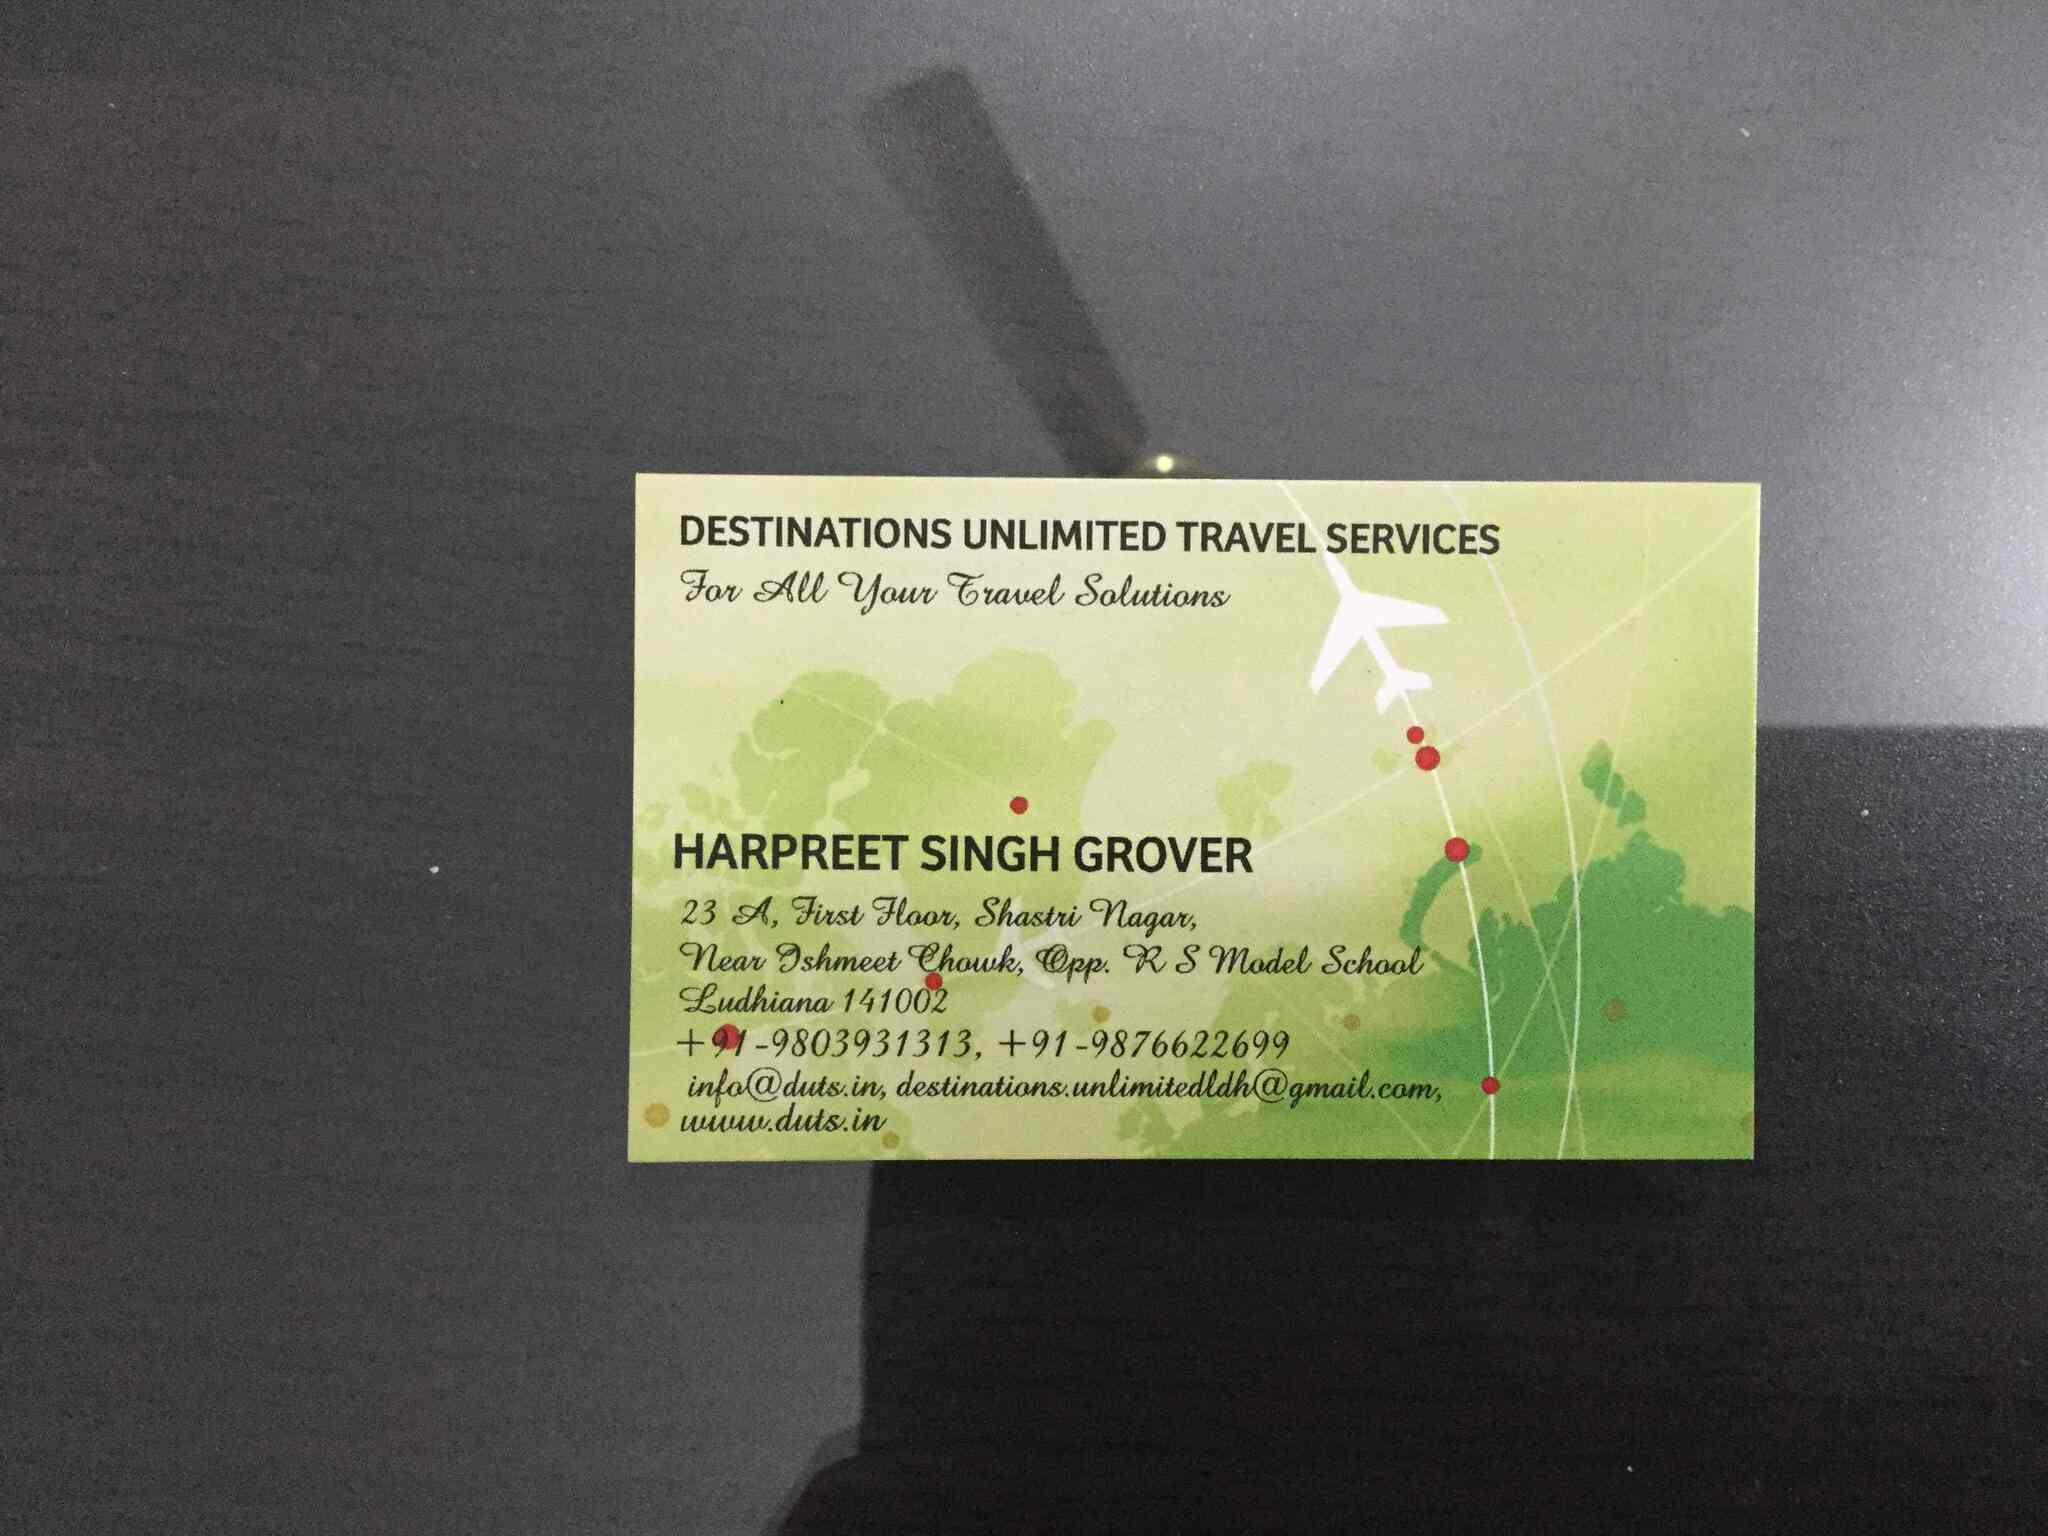 DESTINATIONS UNLIMITED TRAVEL SERVICES
For All Your Travel Solutions
HARPREET SINGH GROVER
23 A, First Floor, Shastri Nagar,
Near Ishmeet Chowk, Opp. R S Model School
Ludhiana 141002
+91-9803931313, +91-9876622699
info@duts.in, destinations.unlimitedldh@gmail.com,
www.duts.in